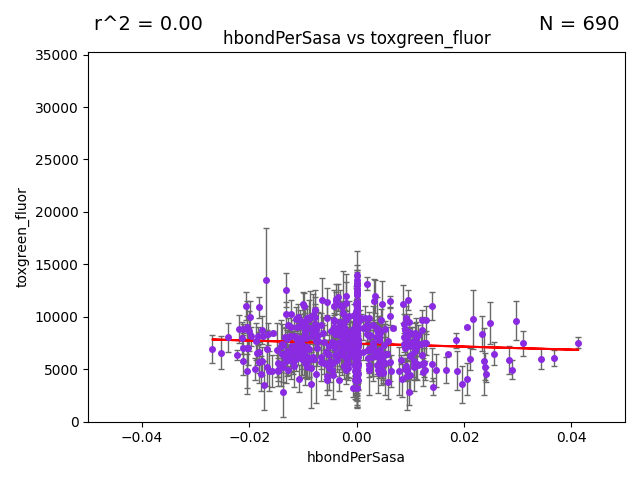 r^2 = 0.00
N = 690
hbondPerSasa vs toxgreen_fluor
35000
30000
25000
20000
15000
10000
5000
0
toxgreen_fluor
−0.04
−0.02
0.00
0.02
0.04
hbondPerSasa